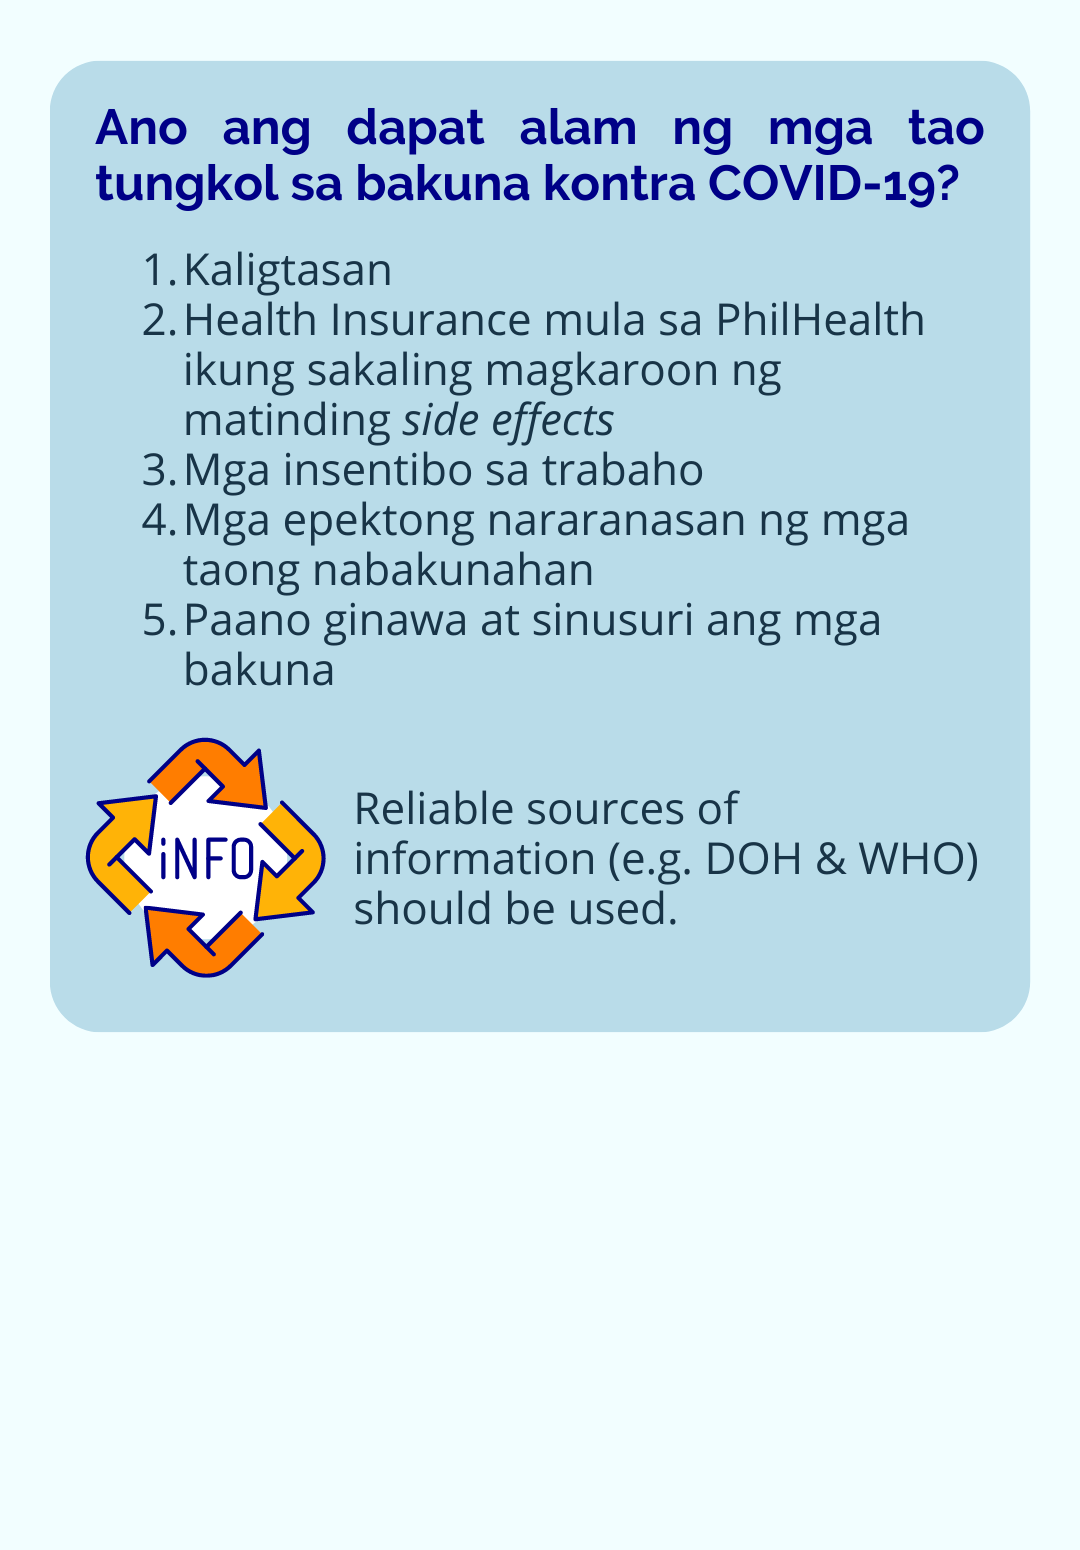 Ano ang dapat alam ng mga tao
tungkol sa bakuna kontra COVID-19?
1. Kaligtasan
2. Health Insurance mula sa PhilHealth
ikung sakaling magkaroon ng
matinding side effects
3. Mga insentibo sa trabaho
4. Mga epektong nararanasan ng mga
taong nabakunahan
5. Paano ginawa at sinusuri ang mga
bakuna
iNFO
Reliable sources of
information (e.g. DOH & WHO)
should be used.